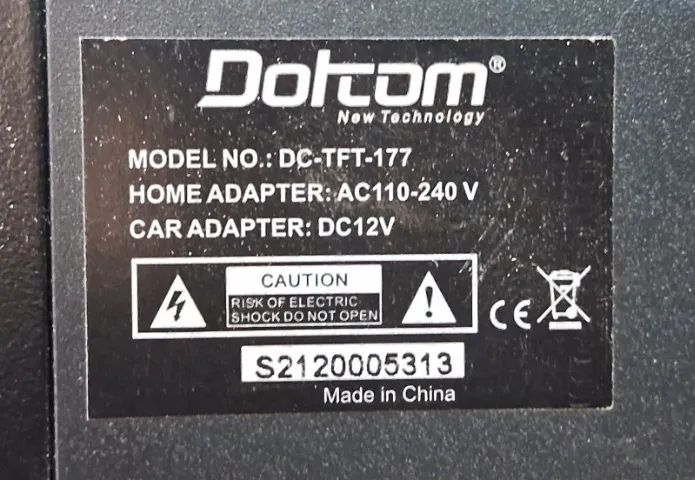 Dotcom®
New Technology
MODEL NO.: DC-TFT-177
HOME ADAPTER: AC110-240 V
CAR ADAPTER: DC12V
CAUTION
RISK OF ELECTRIC
SHOCK DO NOT OPEN
CE
S2120005313
Made in China